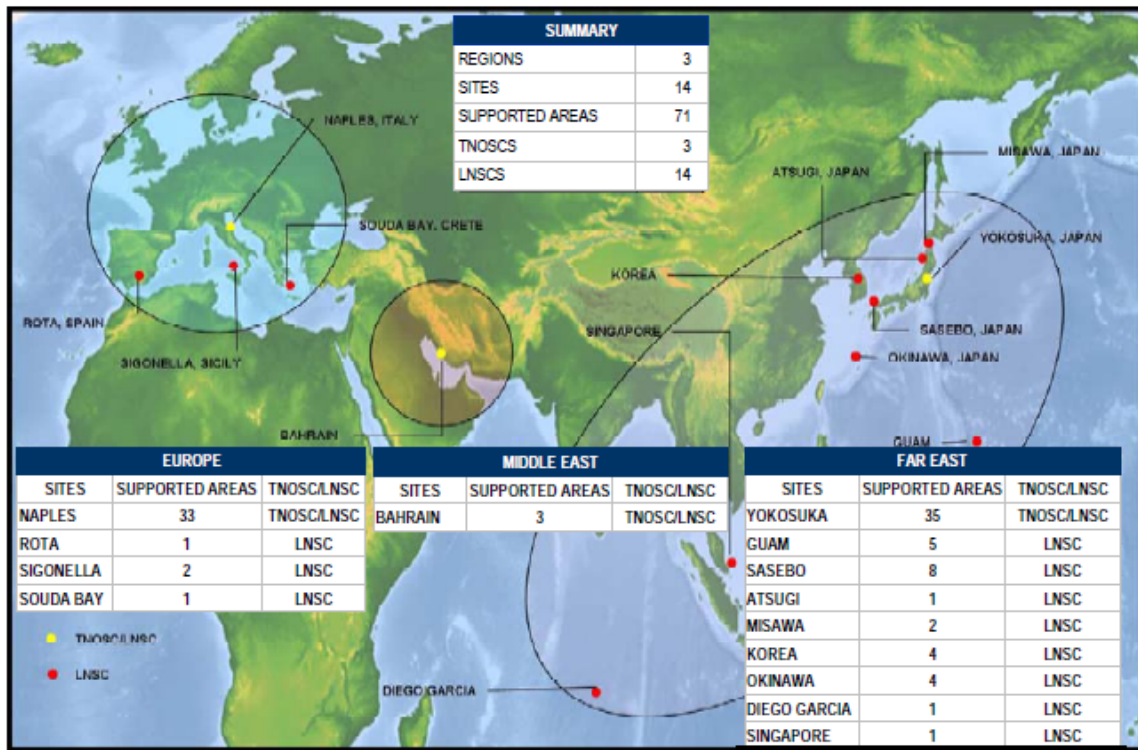 SUMMARY
REGIONS 3
SITES 14
SUPPORTED AREAS 71
TNOSCS 3
LNSCS 14
NAPLES, ITALY
MISAWA, JAPAN
ATSUGI, JAPAN
SOUDA BAY, CRETE
YOKOSUKA, JAPAN
KOREA
ROTA, SPAIN
SINGAPORE
SASEBO, JAPAN
SIGONELLA, SICILY
OKINAWA, JAPAN
BAHRAIN
GUAM
EUROPE
SITES SUPPORTED AREAS TNOSC/LNSC
NAPLES 33 TNOSC/LNSC
ROTA 1 LNSC
SIGONELLA 2 LNSC
SOUDA BAY 1 LNSC
MIDDLE EAST
SITES SUPPORTED AREAS TNOSC/LNSC
BAHRAIN 3 TNOSC/LNSC
FAR EAST
SITES SUPPORTED AREAS TNOSC/LNSC
YOKOSUKA 35 TNOSC/LNSC
GUAM 5 LNSC
SASEBO 8 LNSC
ATSUGI 1 LNSC
MISAWA 2 LNSC
KOREA 4 LNSC
OKINAWA 4 LNSC
DIEGO GARCIA 1 LNSC
SINGAPORE 1 LNSC
TNOSC/LNSC
LNSC
DIEGO GARCIA